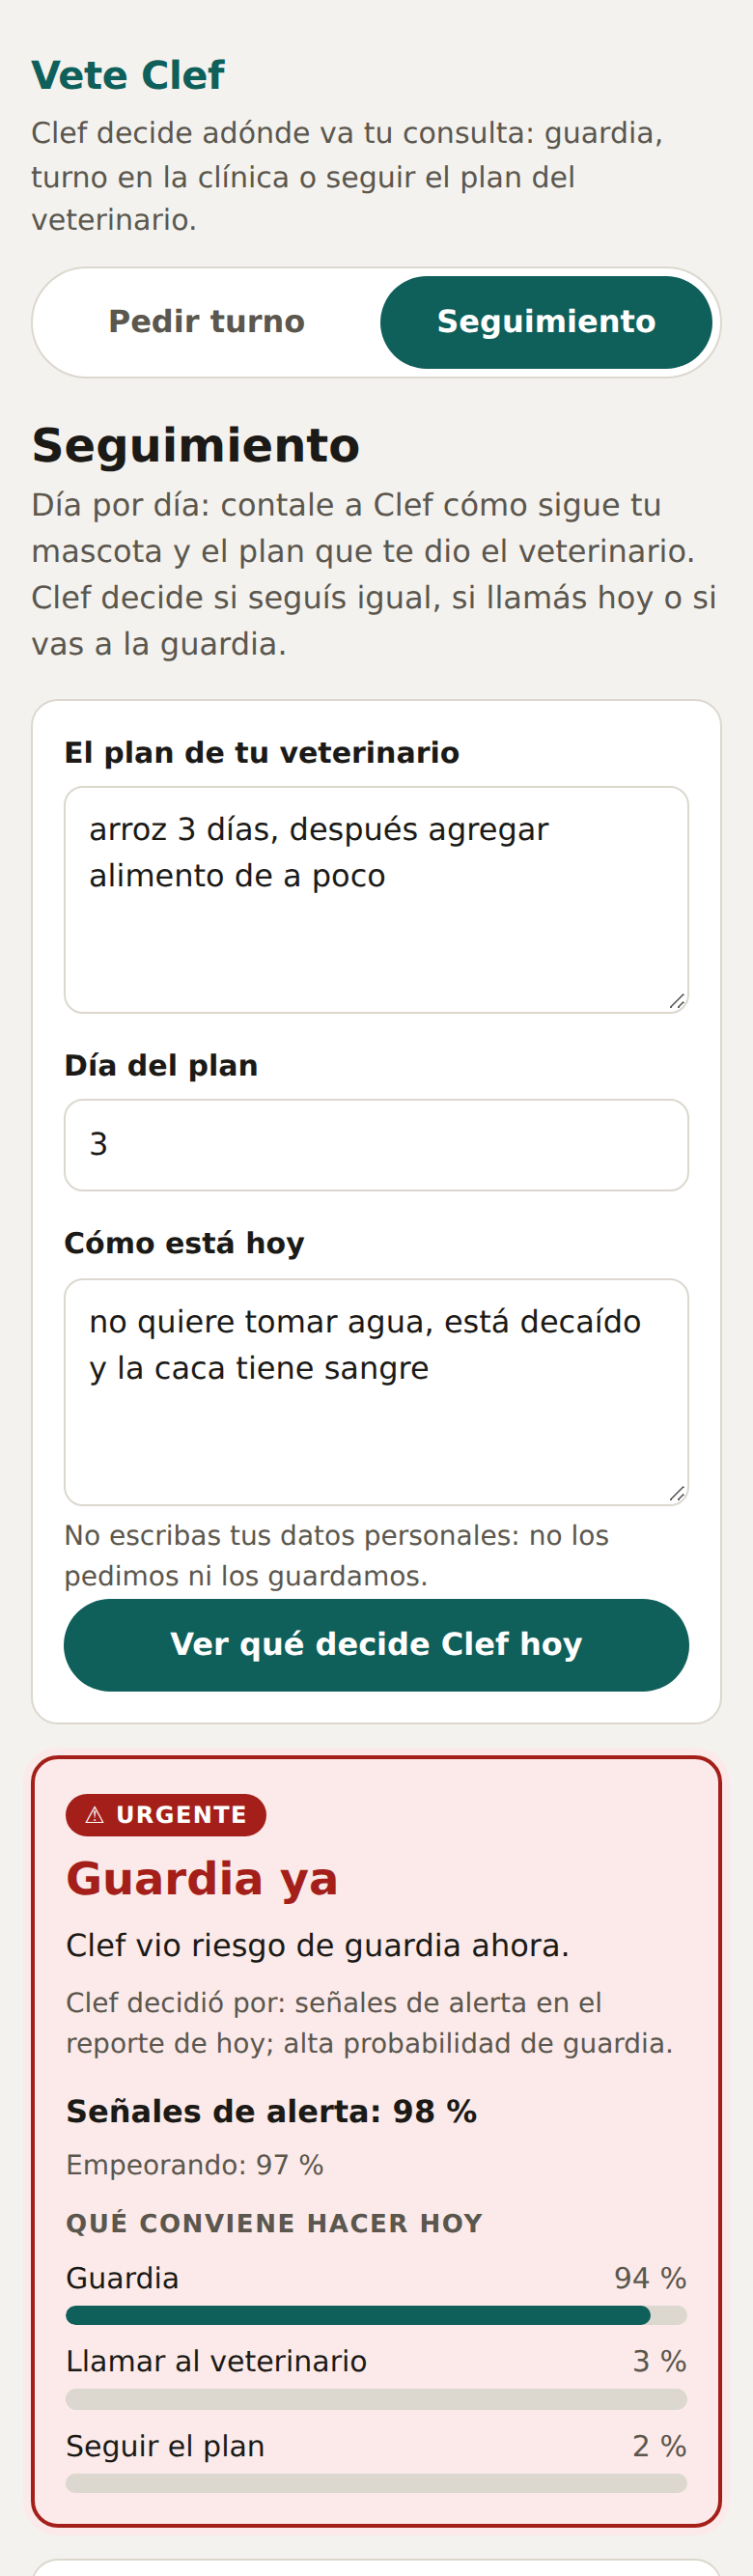 Vete Clef
Clef decide adónde va tu consulta: guardia,
turno en la clínica o seguir el plan del
veterinario.
Pedir turno
Seguimiento
Seguimiento
Día por día: contale a Clef cómo sigue tu
mascota y el plan que te dio el veterinario.
Clef decide si seguís igual, si llamás hoy o si
vas a la guardia.
El plan de tu veterinario
arroz 3 días, después agregar
alimento de a poco
Día del plan
3
Cómo está hoy
no quiere tomar agua, está decaído
y la caca tiene sangre
No escribas tus datos personales: no los
pedimos ni los guardamos.
Ver qué decide Clef hoy
⚠ URGENTE
Guardia ya
Clef vio riesgo de guardia ahora.
Clef decidió por: señales de alerta en el
reporte de hoy; alta probabilidad de guardia.
Señales de alerta: 98 %
Empeorando: 97 %
QUÉ CONVIENE HACER HOY
Guardia 94 %
Llamar al veterinario 3 %
Seguir el plan 2 %